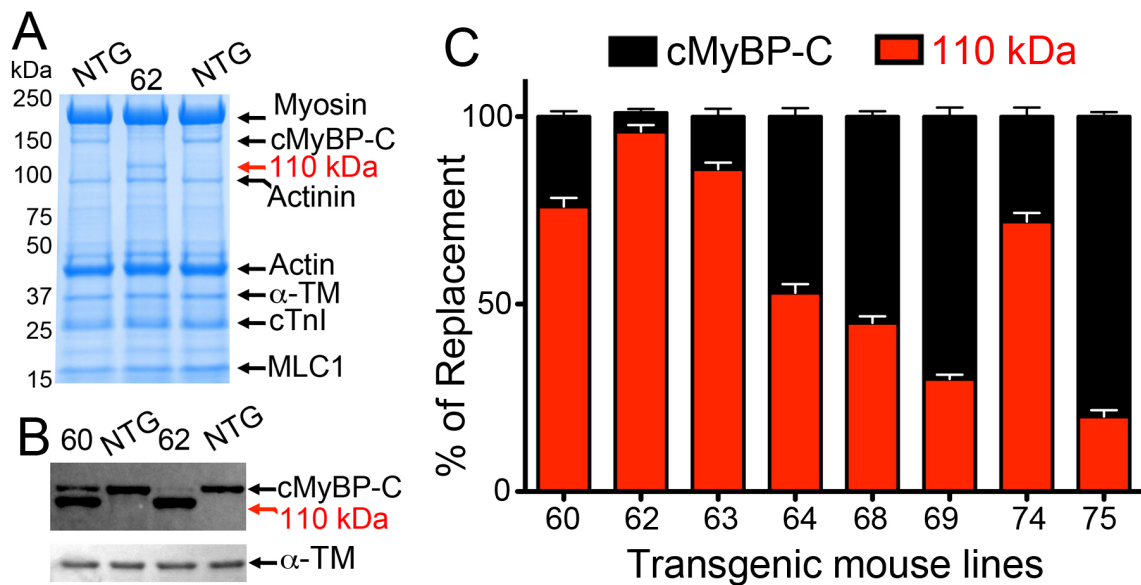 A
kDa
NTG 62 NTG
250
150
100
75
50
37
25
15
Myosin
cMyBP-C
110 kDa
Actinin
Actin
α-TM
cTnI
MLC1
B
60 NTG 62 NTG
cMyBP-C
110 kDa
α-TM
C
cMyBP-C 110 kDa
% of Replacement
100
50
0
60 62 63 64 68 69 74 75
Transgenic mouse lines